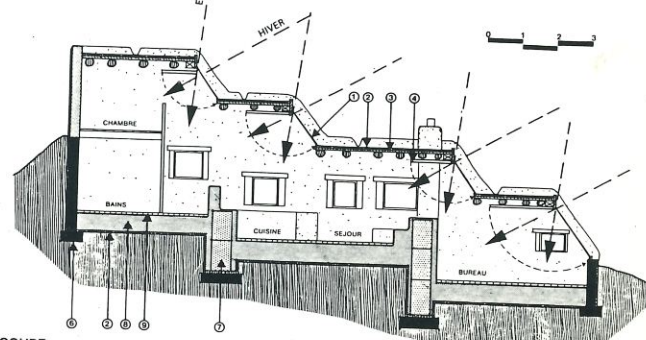 HIVER
0 1 2 3
① ② ③ ④
CHAMBRE
BAINS
CUISINE
SEJOUR
BUREAU
⑥ ② ⑧ ⑨
⑦